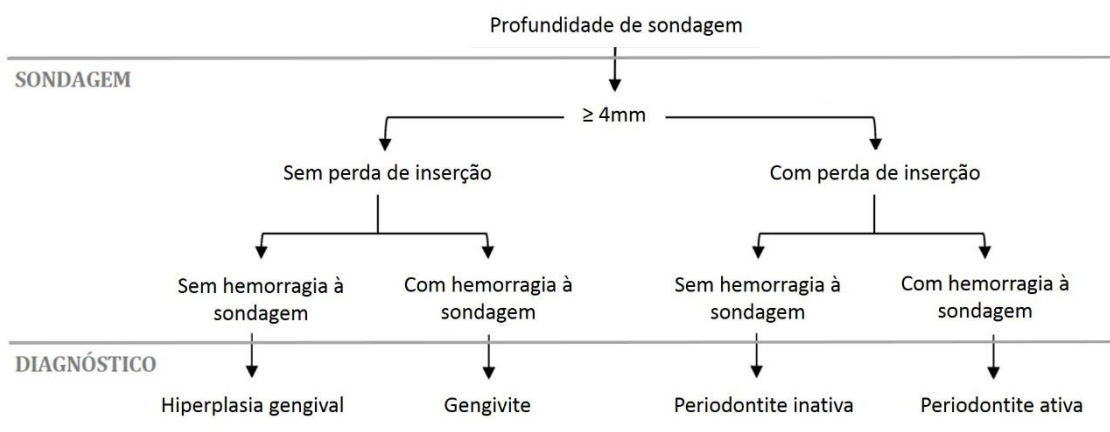 Profundidade de sondagem
SONDAGEM
≥ 4mm
Sem perda de inserção
Com perda de inserção
Sem hemorragia à
sondagem
Com hemorragia à
sondagem
Sem hemorragia à
sondagem
Com hemorragia à
sondagem
DIAGNÓSTICO
Hiperplasia gengival
Gengivite
Periodontite inativa
Periodontite ativa